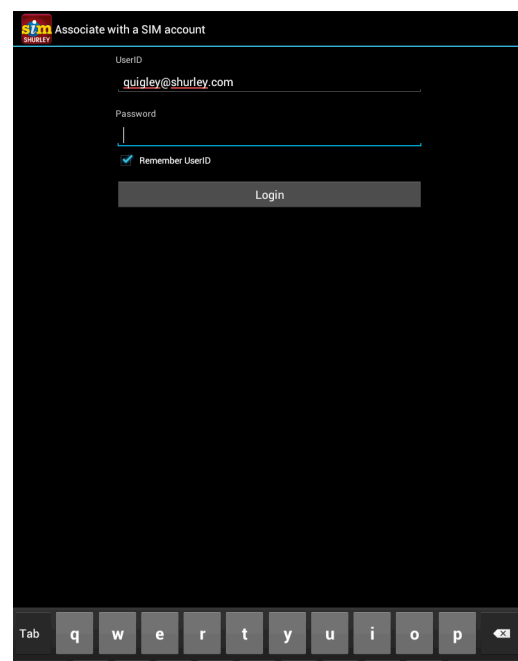 sim
SHURLEY
Associate with a SIM account
UserID
quigley@shurley.com
Password
Remember UserID
Login
Tab q w e r t y u i o p